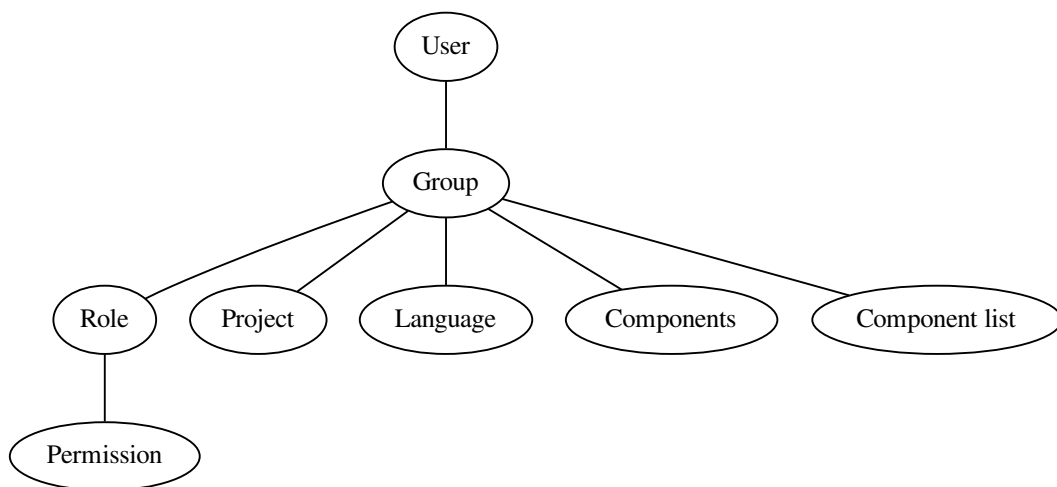 User
Group
Role
Project
Language
Components
Component list
Permission